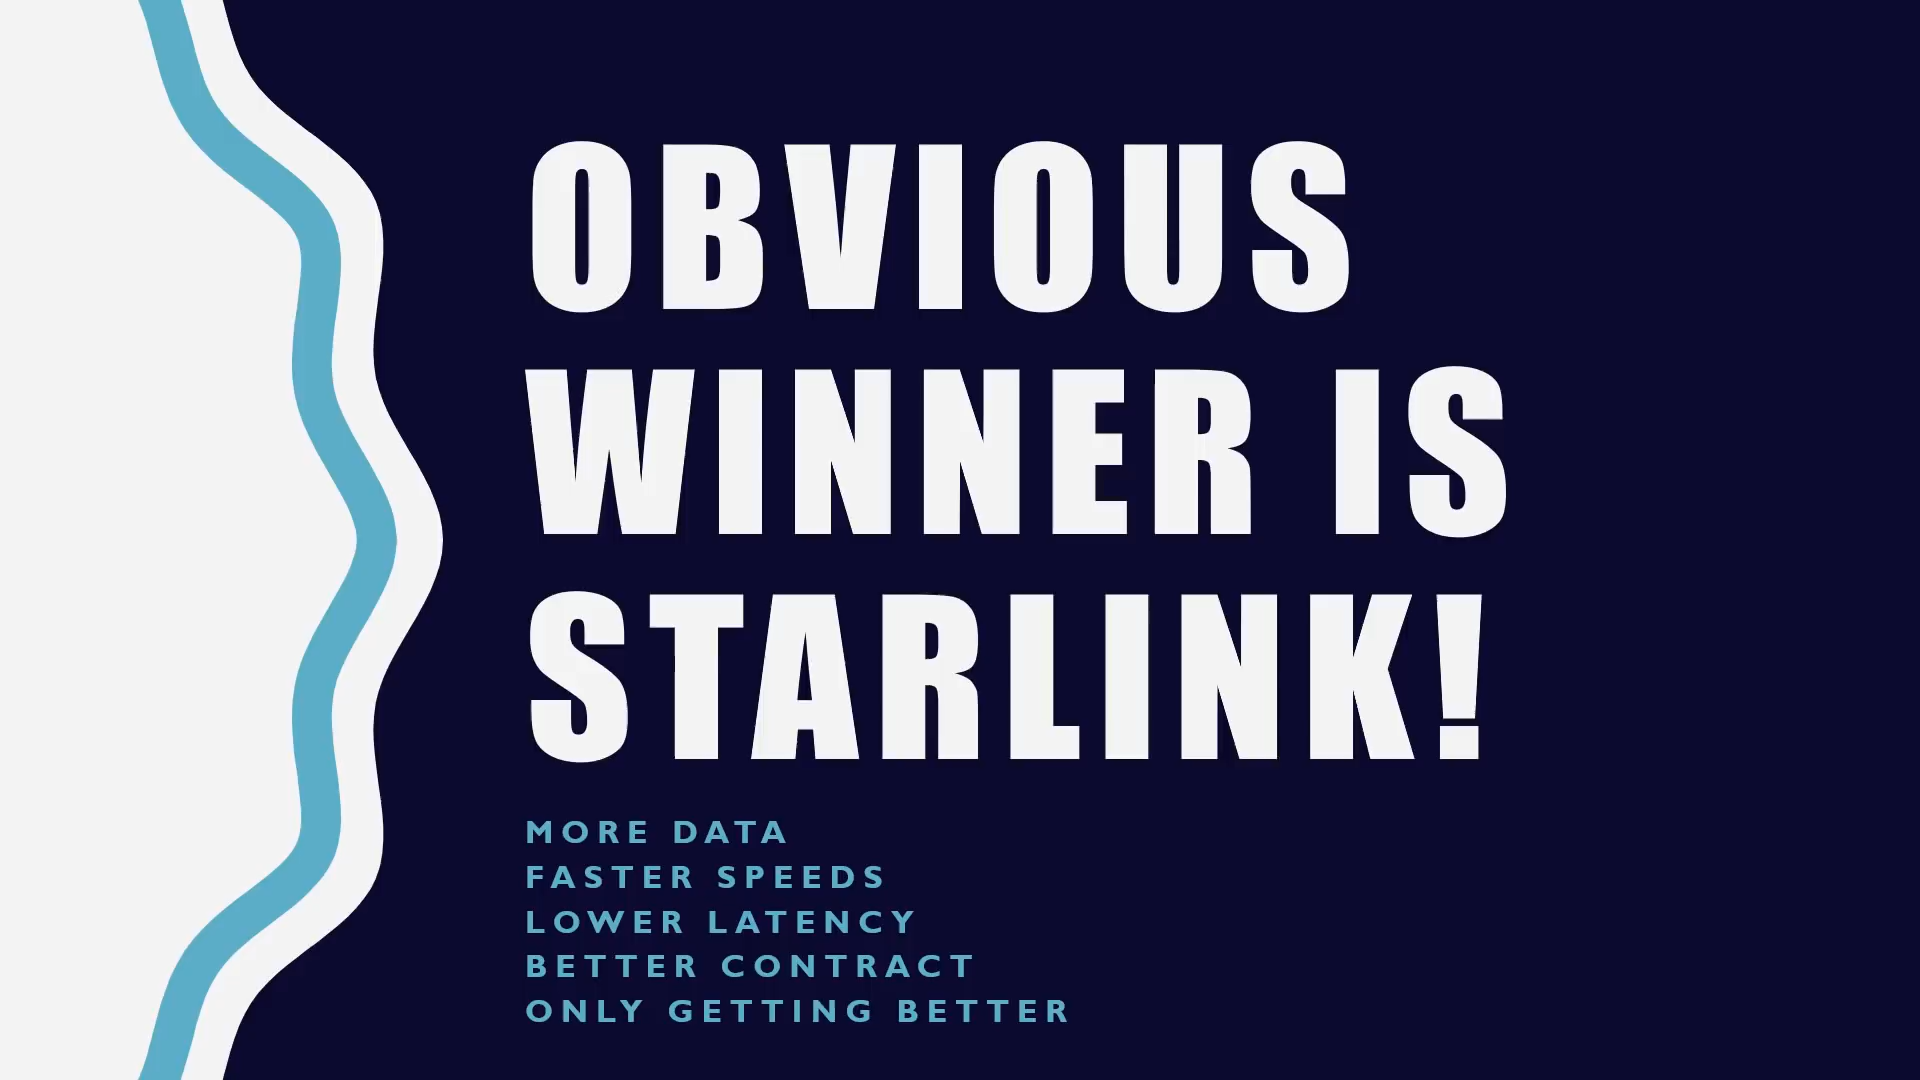 OBVIOUS
WINNER IS
STARLINK!
MORE DATA
FASTER SPEEDS
LOWER LATENCY
BETTER CONTRACT
ONLY GETTING BETTER